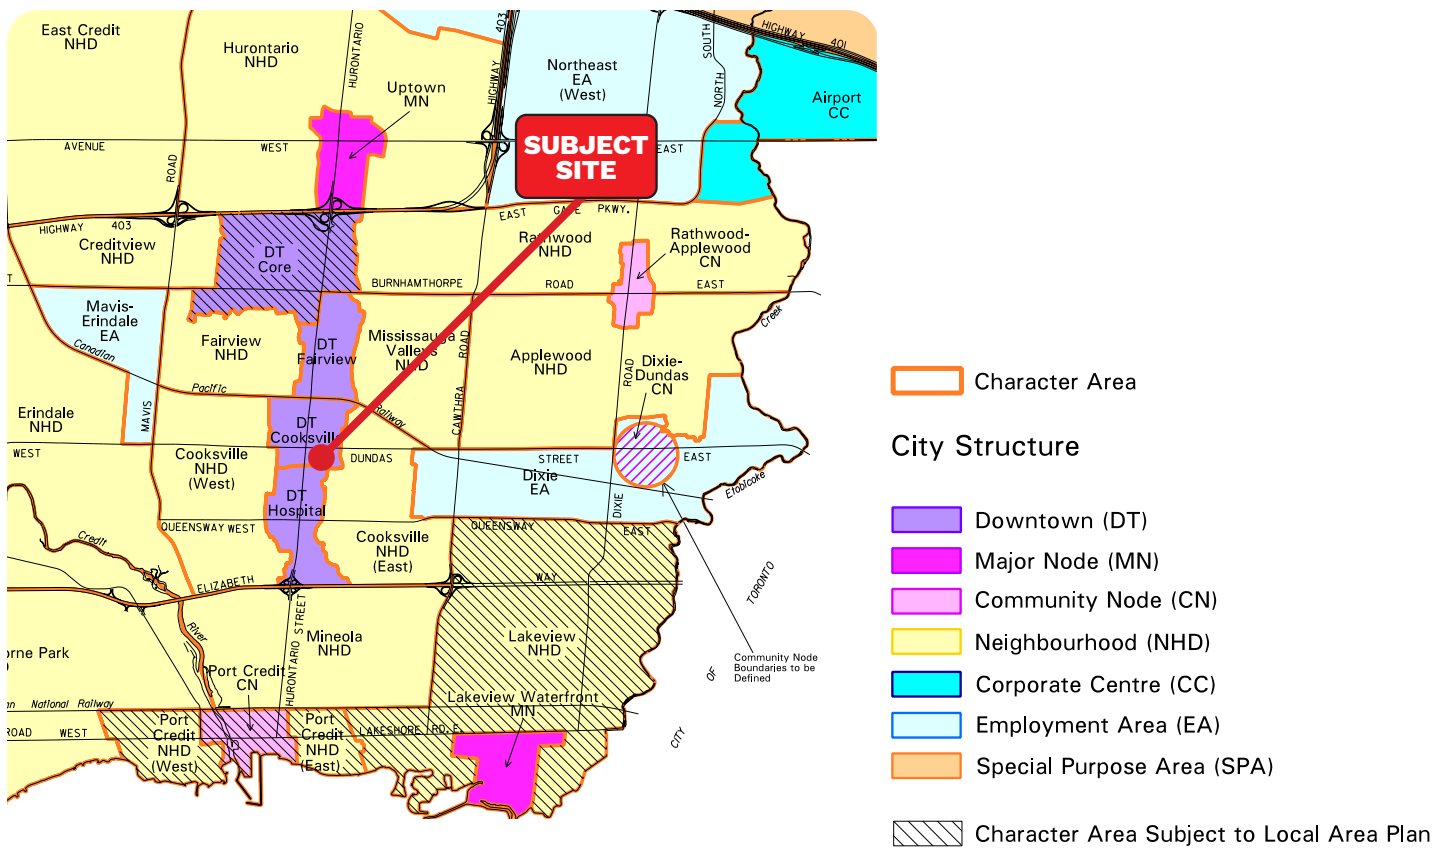 East Credit
NHD
Hurontario
NHD
HURONTARIO
Uptown
MN
HIGHWAY
403
Northeast
EA
(West)
SOUTH
NORTH
HIGHWAY
401
Airport
CC
AVENUE
WEST
EAST
SUBJECT
SITE
ROAD
HIGHWAY
403
EAST
GATE
PKWY.
Creditview
NHD
DT
Core
Rathwood
NHD
Rathwood-
Applewood
CN
BURNHAMTHORPE
ROAD
EAST
Mavis-
Erindale
EA
Creek
Canadian
Fairview
NHD
DT
Fairview
Mississauga
Valleys
NHD
ROAD
Applewood
NHD
ROAD
Dixie-
Dundas
CN
Pacific
Railway
CAWTHRA
Erindale
NHD
MAVIS
DT
Cooksville
WEST
Cooksville
NHD
(West)
DUNDAS
STREET
EAST
Dixie
EA
Etobicoke
DT
Hospital
DIXIE
QUEENSWAY WEST
QUEENSWAY
EAST
Cooksville
NHD
(East)
Credit
ELIZABETH
WAY
TORONTO
OF
CITY
River
HURONTARIO STREET
Mineola
NHD
Lakeview
NHD
Community Node
Boundaries to be
Defined
orne Park
Port Credit
CN
National Railway
Lakeview Waterfront
MN
ROAD
WEST
Port
Credit
NHD
(West)
Port
Credit
NHD
(East)
LAKESHORE RD. E.
Character Area
City Structure
Downtown (DT)
Major Node (MN)
Community Node (CN)
Neighbourhood (NHD)
Corporate Centre (CC)
Employment Area (EA)
Special Purpose Area (SPA)
Character Area Subject to Local Area Plan